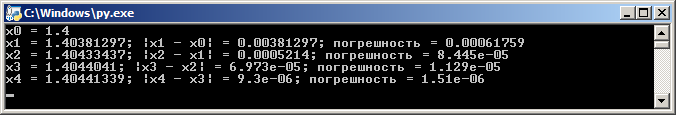 C:\Windows\py.exe
x0 = 1.4
x1 = 1.40381297; |x1 - x0| = 0.00381297; погрешность = 0.00061759
x2 = 1.40433437; |x2 - x1| = 0.0005214; погрешность = 8.445e-05
x3 = 1.4044041; |x3 - x2| = 6.973e-05; погрешность = 1.129e-05
x4 = 1.40441339; |x4 - x3| = 9.3e-06; погрешность = 1.51e-06